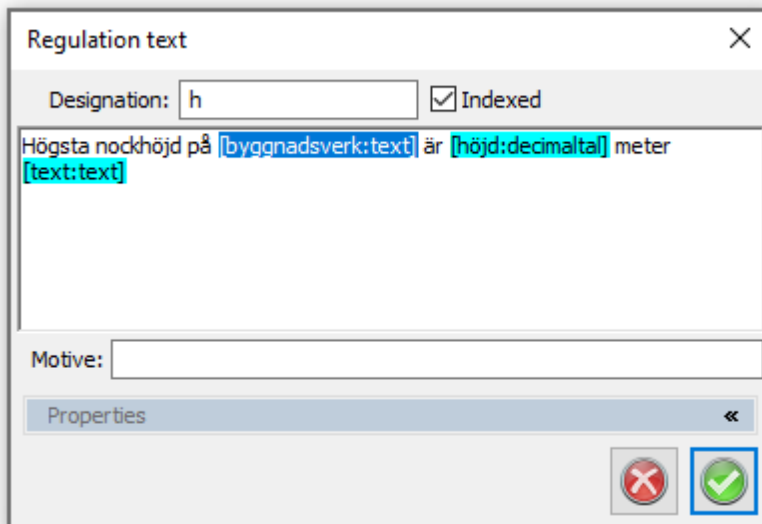 Regulation text
Designation: h Indexed
Högsta nockhöjd på [byggnadsverk:text] är [höjd:decimaltal] meter
[text:text]
Motive:
Properties «